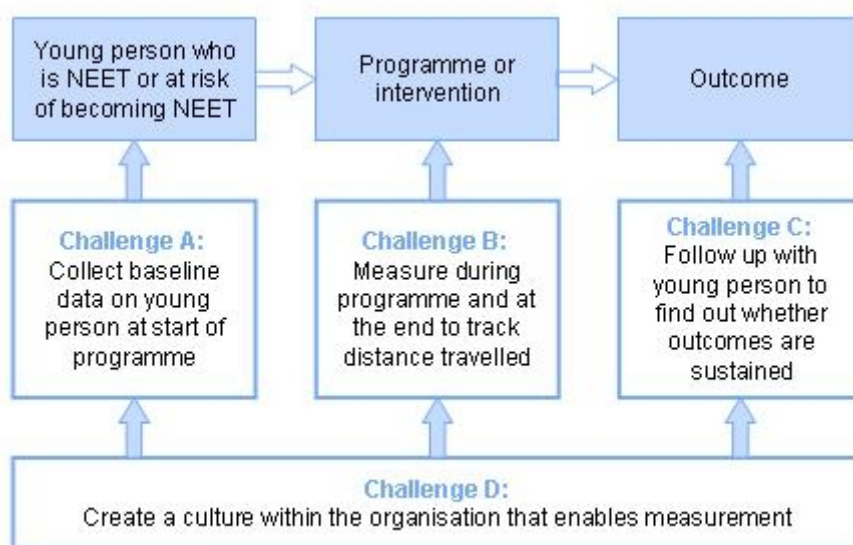 Young person who
is NEET or at risk
of becoming NEET
Programme or
intervention
Outcome
Challenge A:
Collect baseline
data on young
person at start of
programme
Challenge B:
Measure during
programme and at
the end to track
distance travelled
Challenge C:
Follow up with
young person to
find out whether
outcomes are
sustained
Challenge D:
Create a culture within the organisation that enables measurement